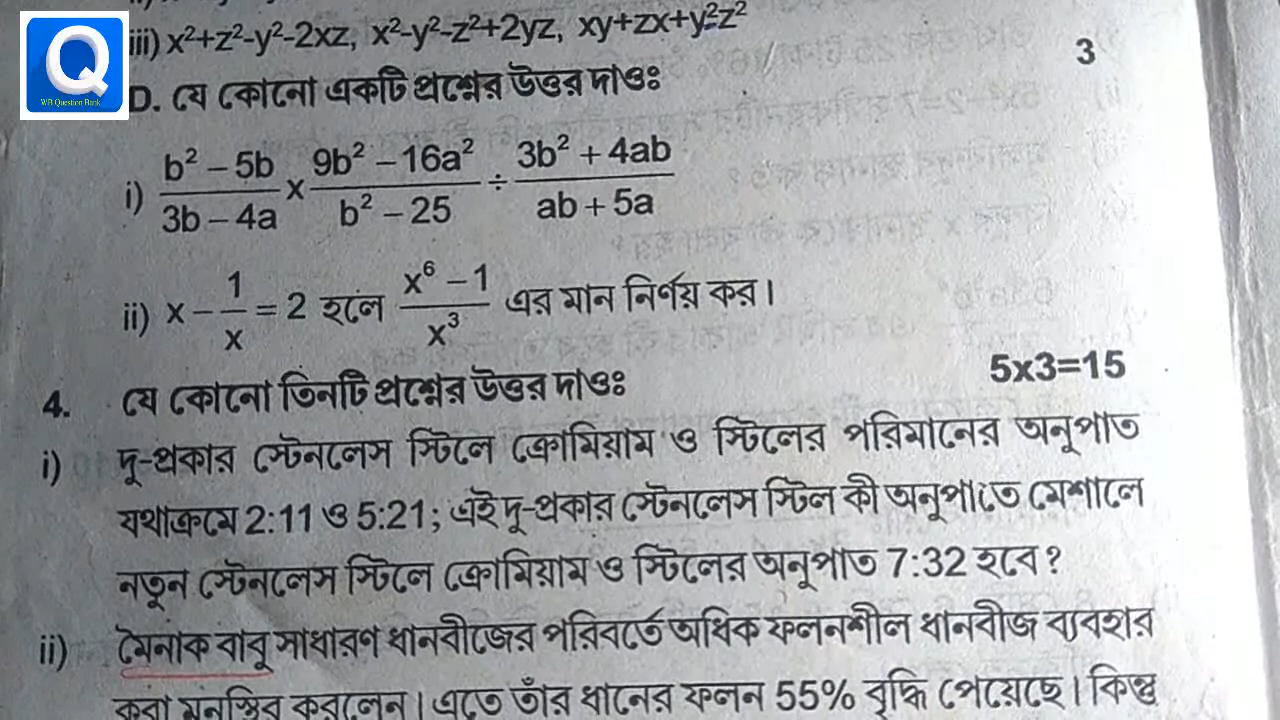 WB Question Bank
iii) x²+z²-y²-2xz, x²-y²-z²+2yz, xy+zx+y²z²
3
D. যে কোনো একটি প্রশ্নের উত্তর দাওঃ
i) (b² – 5b)/(3b – 4a) × (9b² – 16a²)/(b² – 25) ÷ (3b² + 4ab)/(ab + 5a)
ii) x – 1/x = 2 হলে (x⁶ – 1)/x³ এর মান নির্ণয় কর।
5x3=15
4. যে কোনো তিনটি প্রশ্নের উত্তর দাওঃ
i) দু-প্রকার স্টেনলেস স্টিলে ক্রোমিয়াম ও স্টিলের পরিমানের অনুপাত
যথাক্রমে 2:11 ও 5:21; এই দু-প্রকার স্টেনলেস স্টিল কী অনুপাতে মেশালে
নতুন স্টেনলেস স্টিলে ক্রোমিয়াম ও স্টিলের অনুপাত 7:32 হবে?
ii) মৈনাক বাবু সাধারণ ধানবীজের পরিবর্তে অধিক ফলনশীল ধানবীজ ব্যবহার
করা মনস্থির করলেন। এতে তাঁর ধানের ফলন 55% বৃদ্ধি পেয়েছে। কিন্তু